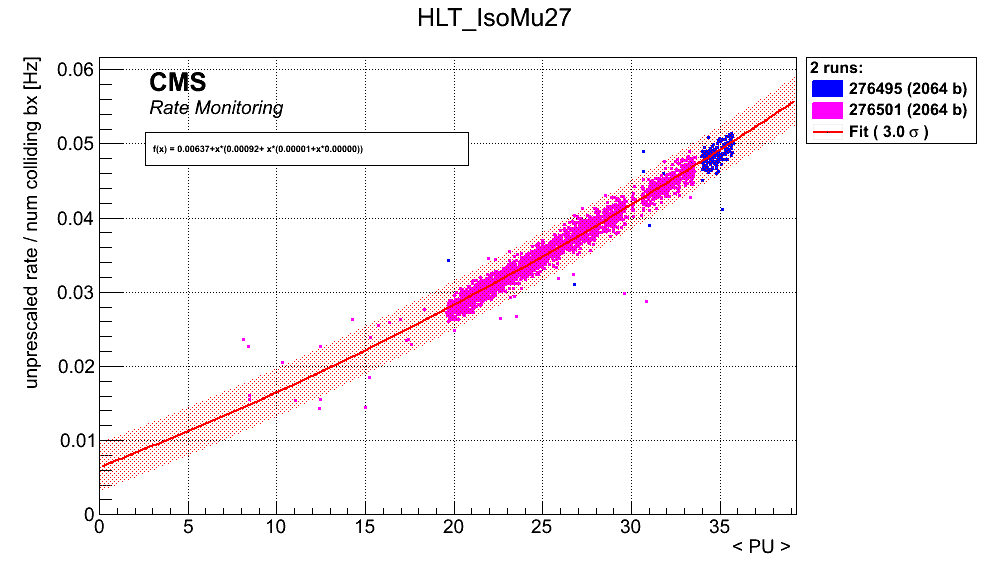 HLT_IsoMu27
unprescaled rate / num colliding bx [Hz]
0.06
0.05
0.04
0.03
0.02
0.01
0
CMS
Rate Monitoring
f(x) = 0.00637+x*(0.00092+ x*(0.00001+x*0.00000))
2 runs:
276495 (2064 b)
276501 (2064 b)
Fit ( 3.0 σ )
0 5 10 15 20 25 30 35
< PU >